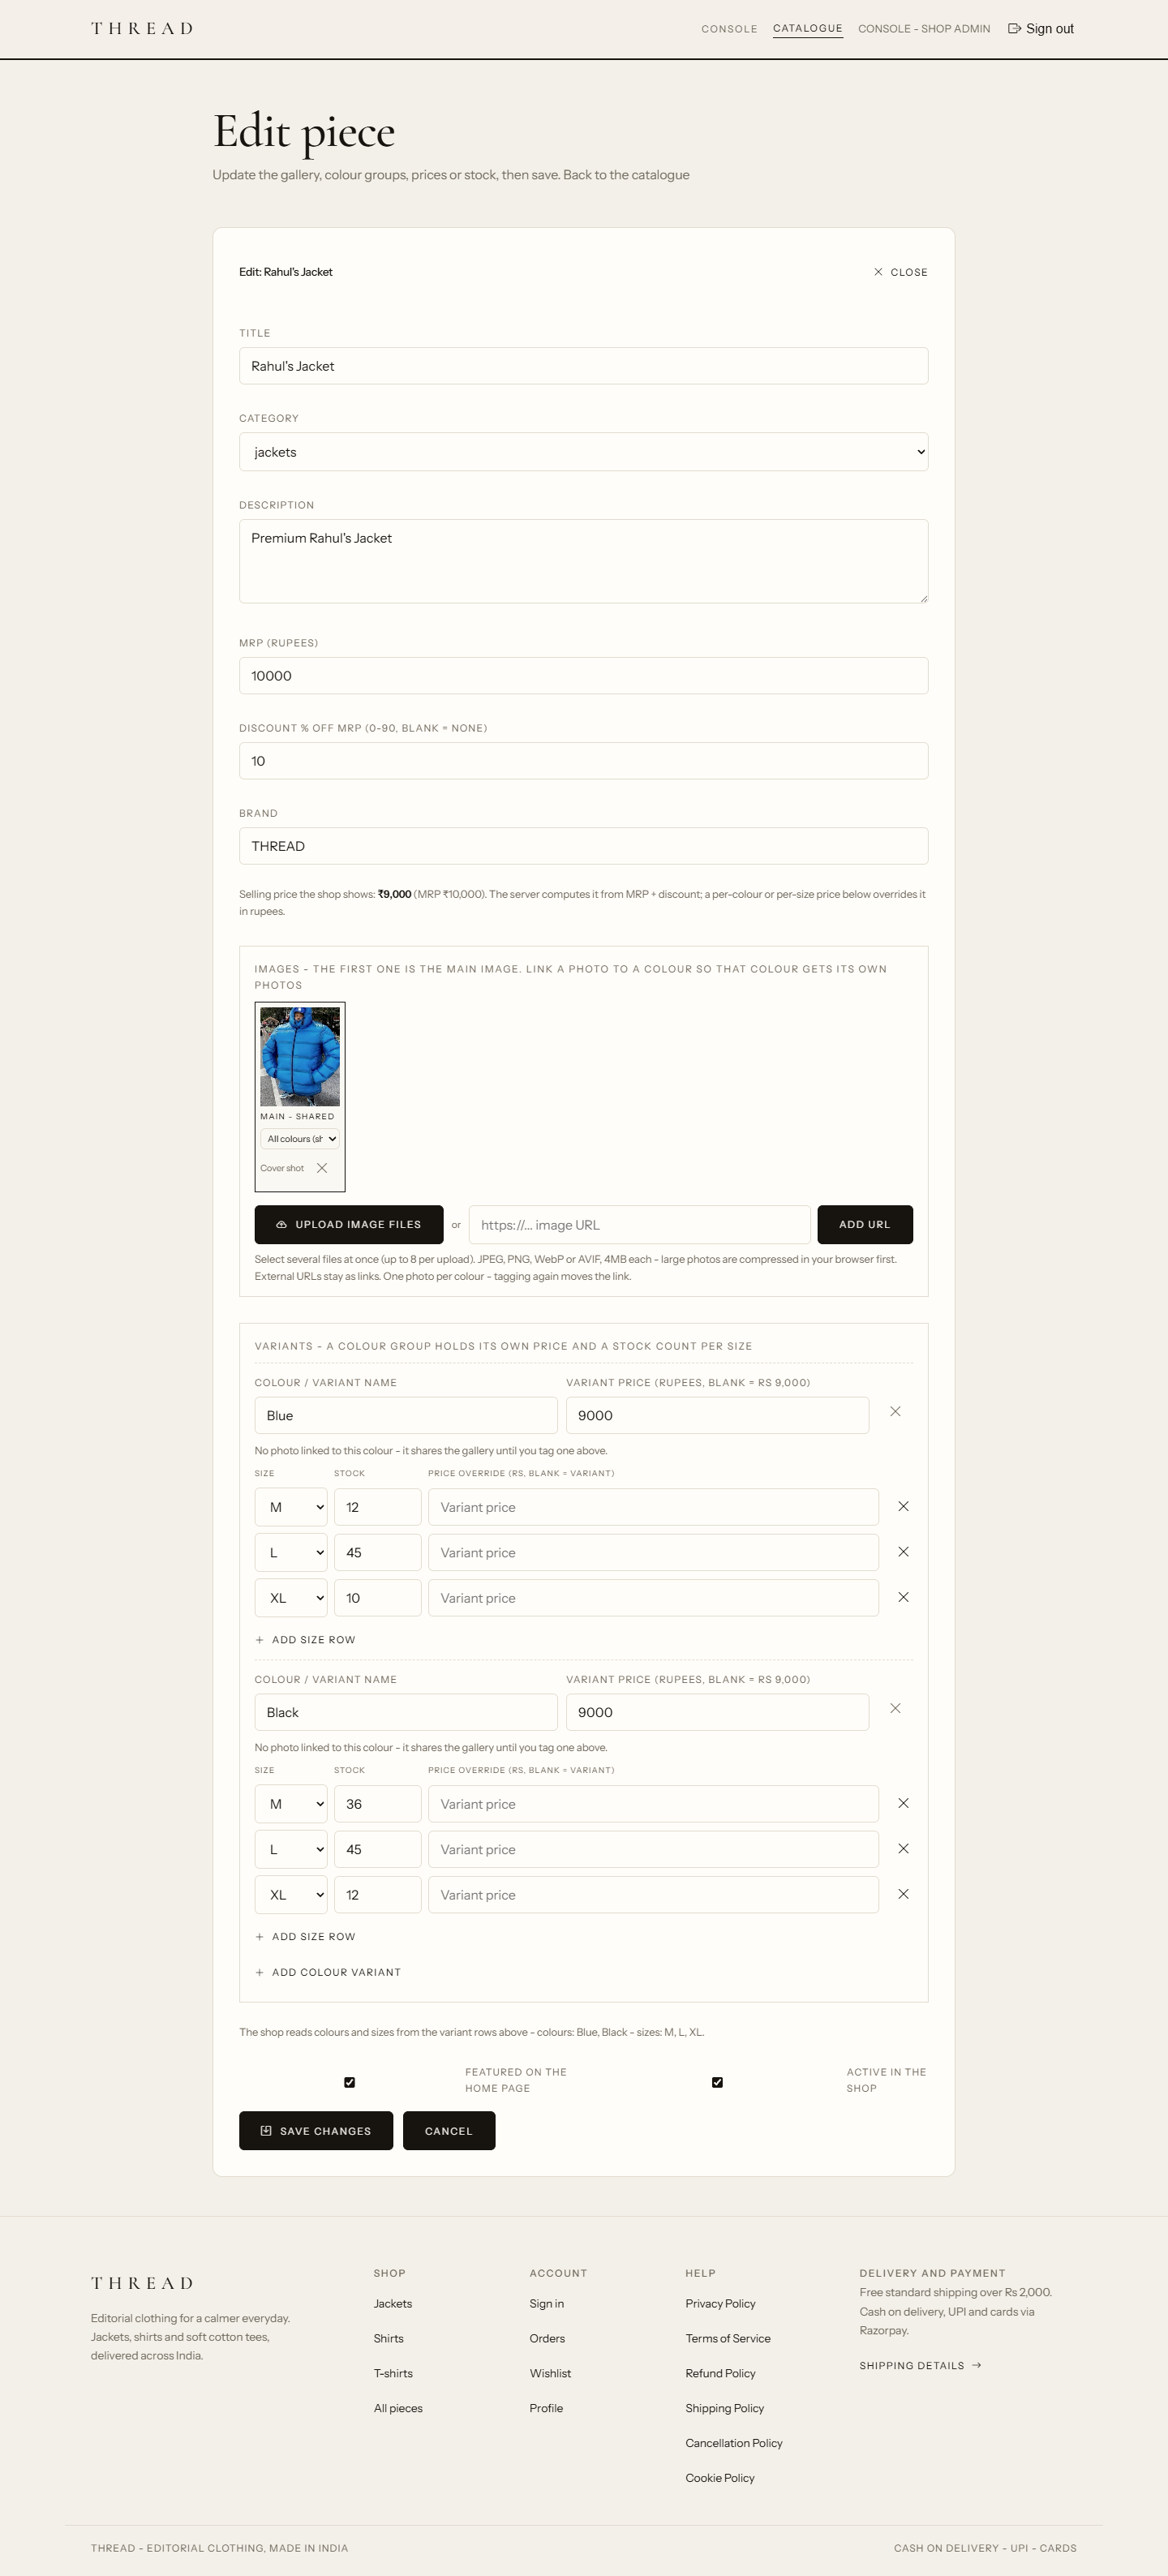 THREAD
CONSOLE
CATALOGUE
CONSOLE - SHOP ADMIN
Sign out
Edit piece
Update the gallery, colour groups, prices or stock, then save. Back to the catalogue
Edit: Rahul's Jacket
CLOSE
TITLE
Rahul's Jacket
CATEGORY
jackets
DESCRIPTION
Premium Rahul's Jacket
MRP (RUPEES)
10000
DISCOUNT % OFF MRP (0-90, BLANK = NONE)
10
BRAND
THREAD
Selling price the shop shows: ₹9,000 (MRP ₹10,000). The server computes it from MRP + discount; a per-colour or per-size price below overrides it
in rupees.
IMAGES - THE FIRST ONE IS THE MAIN IMAGE. LINK A PHOTO TO A COLOUR SO THAT COLOUR GETS ITS OWN
PHOTOS
MAIN - SHARED
All colours (sh
Cover shot
UPLOAD IMAGE FILES
or
https://... image URL
ADD URL
Select several files at once (up to 8 per upload). JPEG, PNG, WebP or AVIF, 4MB each - large photos are compressed in your browser first.
External URLs stay as links. One photo per colour - tagging again moves the link.
VARIANTS - A COLOUR GROUP HOLDS ITS OWN PRICE AND A STOCK COUNT PER SIZE
COLOUR / VARIANT NAME
VARIANT PRICE (RUPEES, BLANK = RS 9,000)
Blue
9000
No photo linked to this colour - it shares the gallery until you tag one above.
SIZE
STOCK
PRICE OVERRIDE (RS, BLANK = VARIANT)
M
12
Variant price
L
45
Variant price
XL
10
Variant price
+ ADD SIZE ROW
COLOUR / VARIANT NAME
VARIANT PRICE (RUPEES, BLANK = RS 9,000)
Black
9000
No photo linked to this colour - it shares the gallery until you tag one above.
SIZE
STOCK
PRICE OVERRIDE (RS, BLANK = VARIANT)
M
36
Variant price
L
45
Variant price
XL
12
Variant price
+ ADD SIZE ROW
+ ADD COLOUR VARIANT
The shop reads colours and sizes from the variant rows above - colours: Blue, Black - sizes: M, L, XL.
FEATURED ON THE
HOME PAGE
ACTIVE IN THE
SHOP
SAVE CHANGES
CANCEL
THREAD
Editorial clothing for a calmer everyday.
Jackets, shirts and soft cotton tees,
delivered across India.
SHOP
Jackets
Shirts
T-shirts
All pieces
ACCOUNT
Sign in
Orders
Wishlist
Profile
HELP
Privacy Policy
Terms of Service
Refund Policy
Shipping Policy
Cancellation Policy
Cookie Policy
DELIVERY AND PAYMENT
Free standard shipping over Rs 2,000.
Cash on delivery, UPI and cards via
Razorpay.
SHIPPING DETAILS →
THREAD - EDITORIAL CLOTHING, MADE IN INDIA
CASH ON DELIVERY - UPI - CARDS